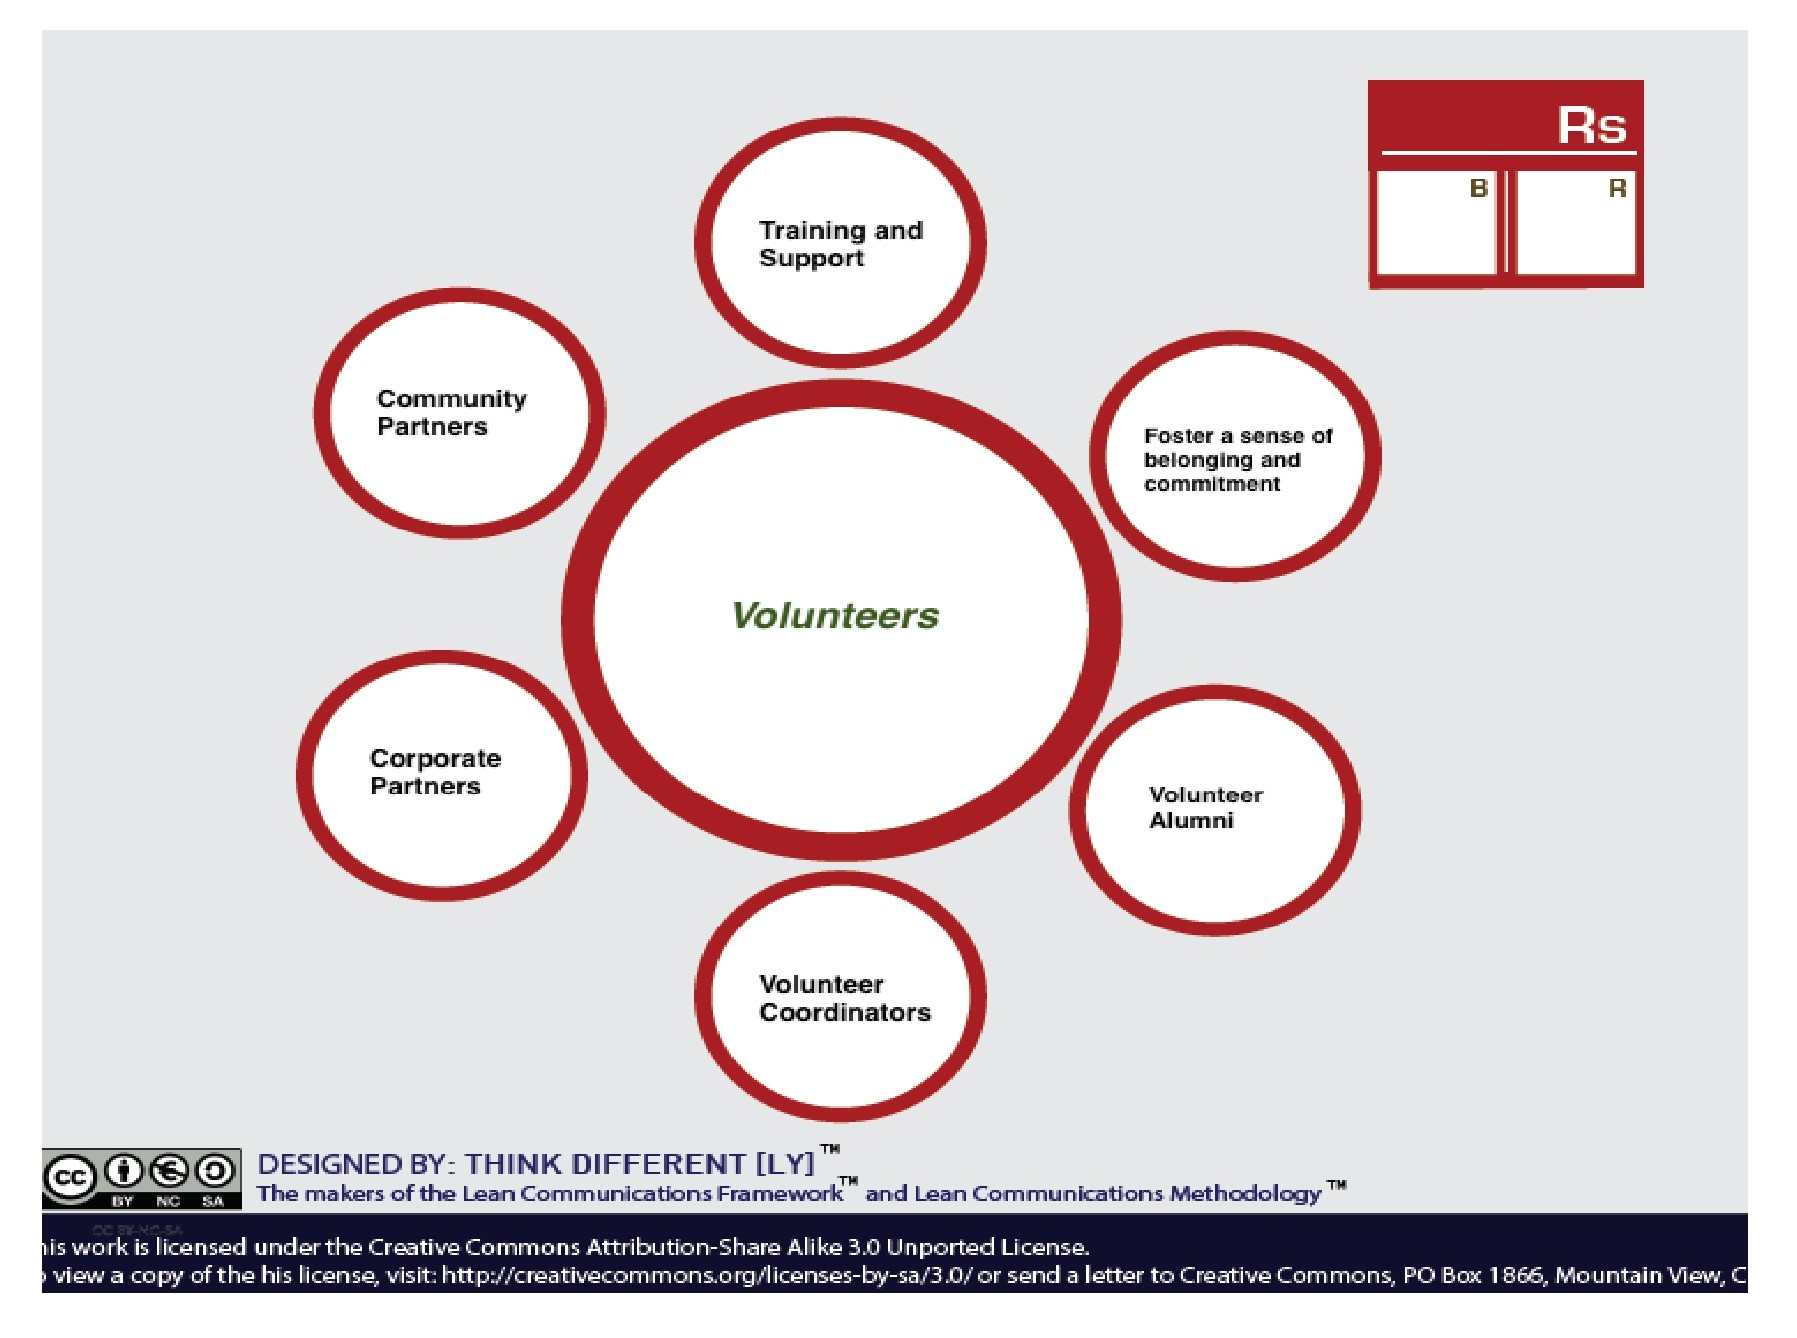 Rs
B R
Training and
Support
Community
Partners
Foster a sense of
belonging and
commitment
Volunteers
Corporate
Partners
Volunteer
Alumni
Volunteer
Coordinators
cc BY NC SA
DESIGNED BY: THINK DIFFERENT [LY]™
The makers of the Lean Communications Framework™ and Lean Communications Methodology™
CC BY-NC-SA
his work is licensed under the Creative Commons Attribution-Share Alike 3.0 Unported License.
view a copy of the his license, visit: http://creativecommons.org/licenses-by-sa/3.0/ or send a letter to Creative Commons, PO Box 1866, Mountain View, C